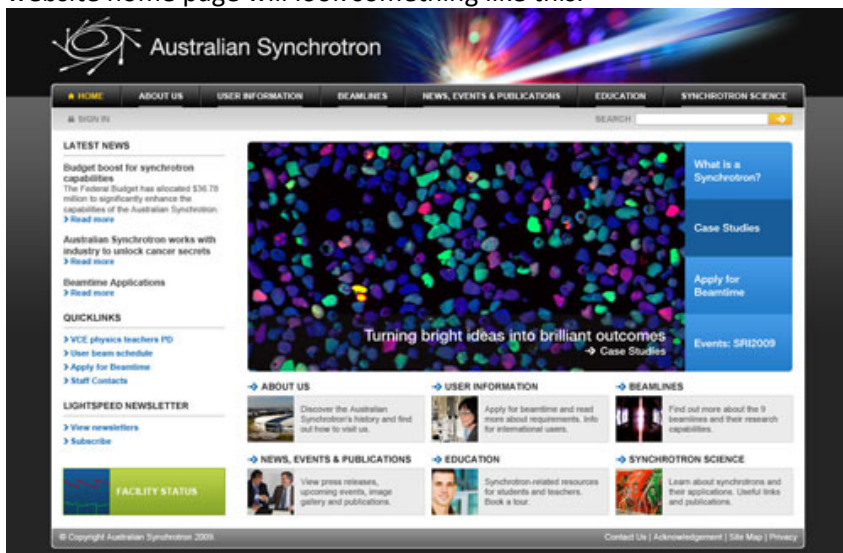 website home page will look something like this:
Australian Synchrotron
HOME ABOUT US USER INFORMATION BEAMLINES NEWS, EVENTS & PUBLICATIONS EDUCATION SYNCHROTRON SCIENCE
SIGN IN SEARCH
LATEST NEWS
Budget boost for synchrotron
capabilities
The Federal Budget has allocated $36.78
million to significantly enhance the
capabilities of the Australian Synchrotron.
Read more
Australian Synchrotron works with
industry to unlock cancer secrets
Read more
Beamtime Applications
Read more
QUICKLINKS
VCE physics teachers PD
User beam schedule
Apply for Beamtime
Staff Contacts
LIGHTSPEED NEWSLETTER
View newsletters
Subscribe
FACILITY STATUS
What is a
Synchrotron?
Case Studies
Apply for
Beamtime
Events: SRI2009
Turning bright ideas into brilliant outcomes
Case Studies
ABOUT US
Discover the Australian
Synchrotron's history and find
out how to visit us.
USER INFORMATION
Apply for beamtime and read
more about requirements. Info
for international users.
BEAMLINES
Find out more about the 9
beamlines and their research
capabilities.
NEWS, EVENTS & PUBLICATIONS
View press releases,
upcoming events, image
gallery and publications.
EDUCATION
Synchrotron-related resources
for students and teachers.
Book a tour.
SYNCHROTRON SCIENCE
Learn about synchrotrons and
their applications. Useful links
and publications.
© Copyright Australian Synchrotron 2009. Contact Us | Acknowledgement | Site Map | Privacy